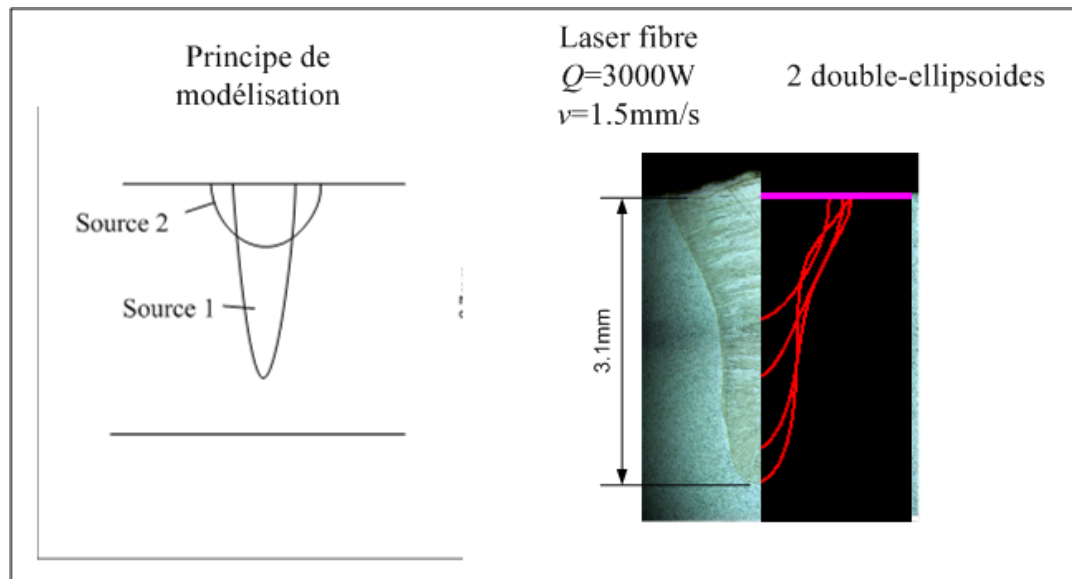 Principe de
modélisation
Source 2
Source 1
Laser fibre
Q=3000W
v=1.5mm/s
2 double-ellipsoides
3.1mm